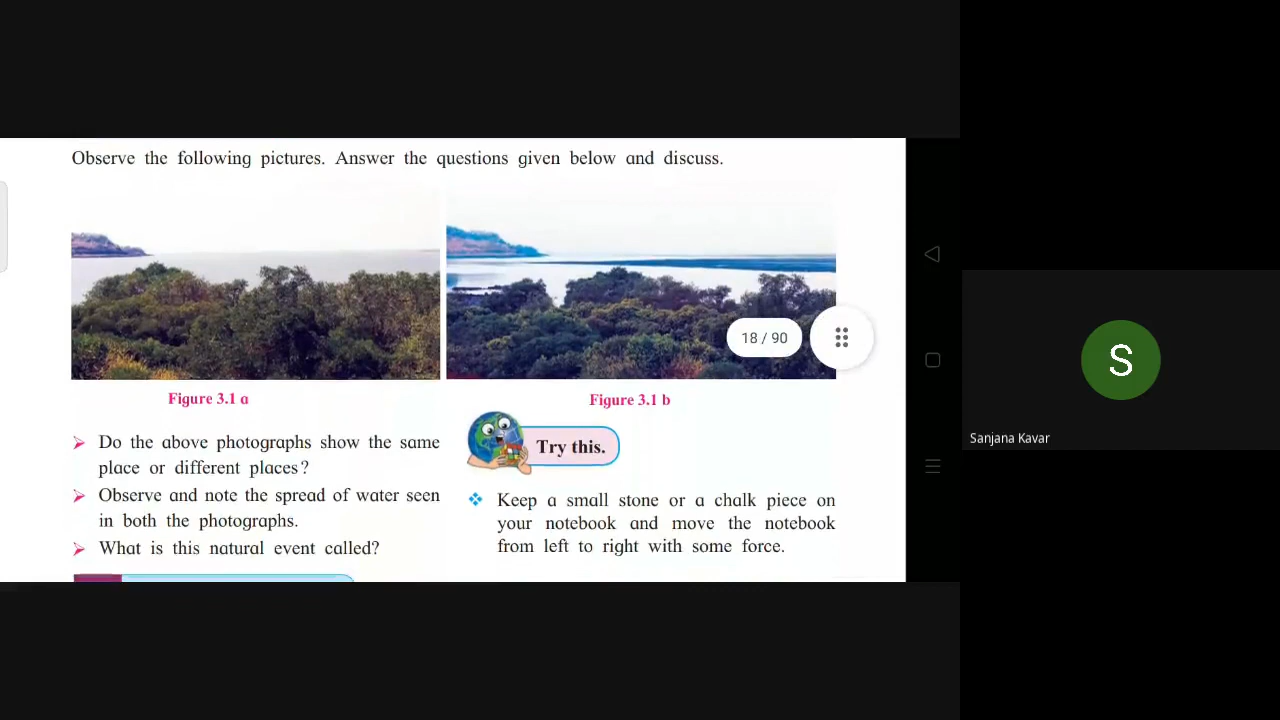 Observe the following pictures. Answer the questions given below and discuss.
18 / 90
Figure 3.1 a
Figure 3.1 b
Do the above photographs show the same
place or different places?
Observe and note the spread of water seen
in both the photographs.
What is this natural event called?
Try this.
Keep a small stone or a chalk piece on
your notebook and move the notebook
from left to right with some force.
S
Sanjana Kavar